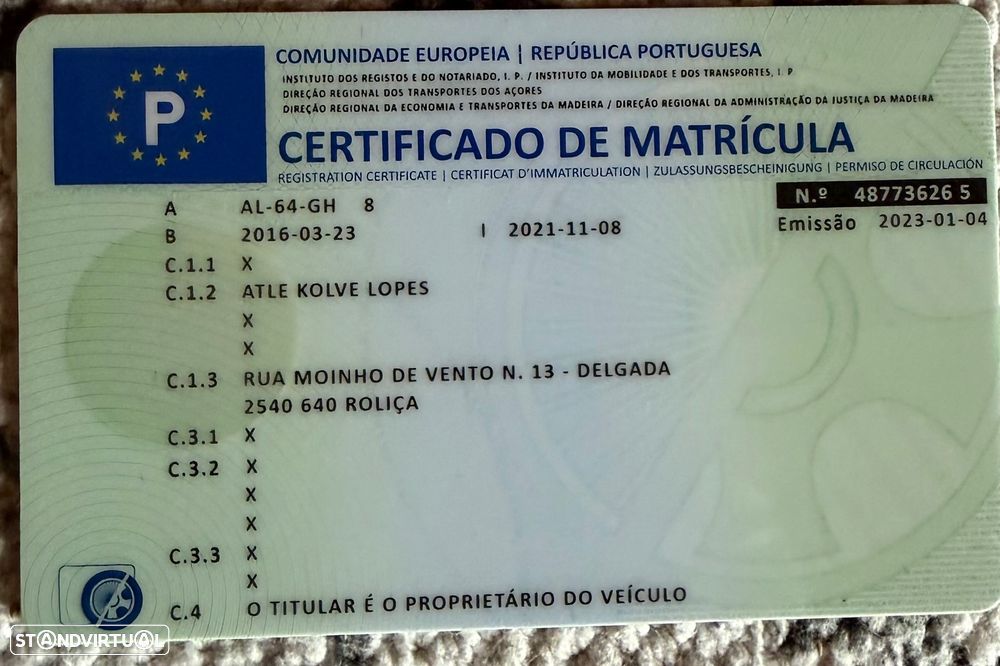 P
COMUNIDADE EUROPEIA | REPÚBLICA PORTUGUESA
INSTITUTO DOS REGISTOS E DO NOTARIADO, I. P. / INSTITUTO DA MOBILIDADE E DOS TRANSPORTES, I. P
DIREÇÃO REGIONAL DOS TRANSPORTES DOS AÇORES
DIREÇÃO REGIONAL DA ECONOMIA E TRANSPORTES DA MADEIRA / DIREÇÃO REGIONAL DA ADMINISTRAÇÃO DA JUSTIÇA DA MADEIRA
CERTIFICADO DE MATRÍCULA
REGISTRATION CERTIFICATE | CERTIFICAT D'IMMATRICULATION | ZULASSUNGSBESCHEINIGUNG | PERMISO DE CIRCULACIÓN
N.º 48773626 5
A AL-64-GH 8
Emissão 2023-01-04
B 2016-03-23 I 2021-11-08
C.1.1 X
C.1.2 ATLE KOLVE LOPES
X
X
C.1.3 RUA MOINHO DE VENTO N. 13 - DELGADA
2540 640 ROLIÇA
C.3.1 X
C.3.2 X
X
X
C.3.3 X
X
C.4 O TITULAR É O PROPRIETÁRIO DO VEÍCULO
STANDVIRTUAL